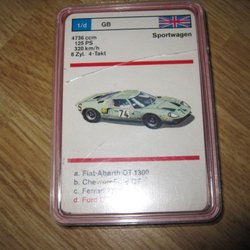 1/d GB
Sportwagen
4736 ccm
125 PS
320 km/h
8 Zyl. 4-Takt
74
a. Fiat-Abarth OT 1300
b. Chevrolet
c. Ferrari
d. Ford